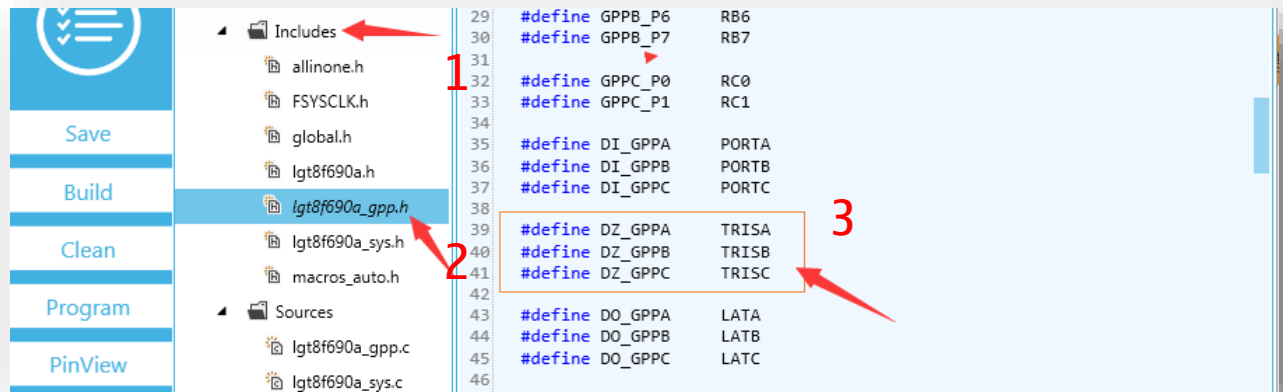 Save
Build
Clean
Program
PinView
Includes
allinone.h
FSYSCLK.h
global.h
lgt8f690a.h
lgt8f690a_gpp.h
lgt8f690a_sys.h
macros_auto.h
Sources
lgt8f690a_gpp.c
lgt8f690a_sys.c
1
2
29 #define GPPB_P6 RB6
30 #define GPPB_P7 RB7
31
32 #define GPPC_P0 RC0
33 #define GPPC_P1 RC1
34
35 #define DI_GPPA PORTA
36 #define DI_GPPB PORTB
37 #define DI_GPPC PORTC
38
39 #define DZ_GPPA TRISA
40 #define DZ_GPPB TRISB
41 #define DZ_GPPC TRISC
42
43 #define DO_GPPA LATA
44 #define DO_GPPB LATB
45 #define DO_GPPC LATC
46
3